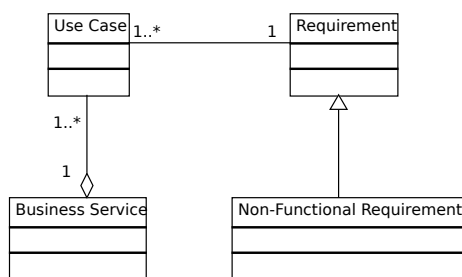 Use Case
Requirement
1..*
1
1..*
1
Business Service
Non-Functional Requirement